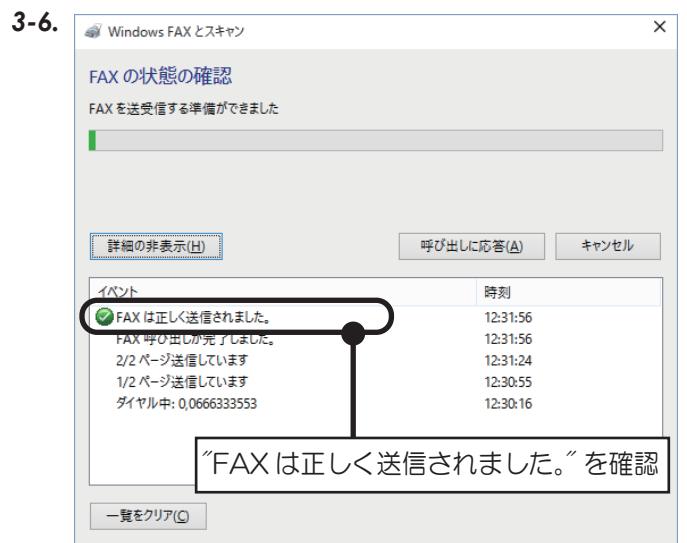 3-6.
Windows FAX とスキャン
FAX の状態の確認
FAX を送受信する準備ができました
詳細の非表示(H) 呼び出しに応答(A) キャンセル
イベント 時刻
FAX は正しく送信されました。 12:31:56
FAX 呼び出しが完了しました。 12:31:56
2/2 ページ送信しています 12:31:24
1/2 ページ送信しています 12:30:55
ダイヤル中: 0,0666333553 12:30:16
"FAX は正しく送信されました。" を確認
一覧をクリア(C)